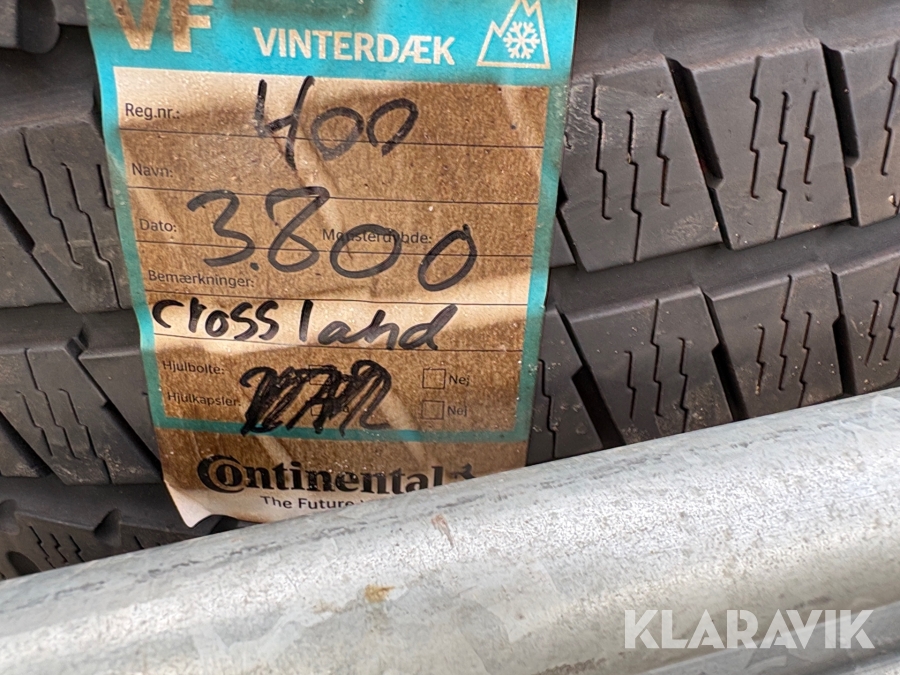 VF
VINTERDÆK
Reg.nr.: 400
Navn:
Dato: 3.800 Mønsterdybde:
Bemærkninger:
crossland
Hjulbolte: Nej
Hjulkapsler: Nej
Continental
The Future
KLARAVIK